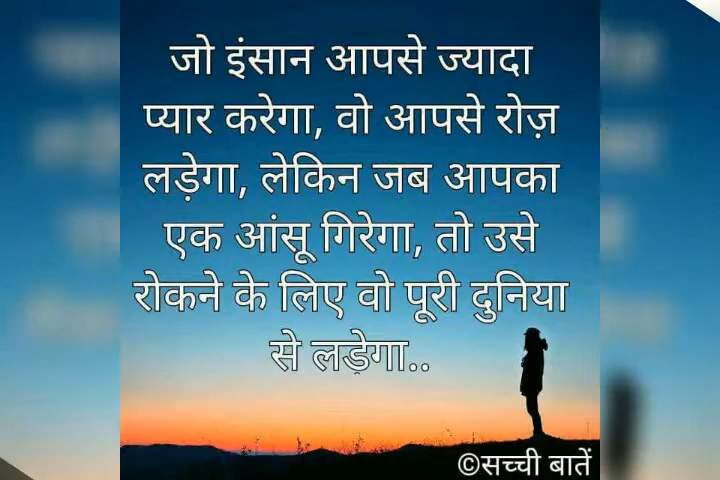 जो इंसान आपसे ज्यादा
प्यार करेगा, वो आपसे रोज़
लड़ेगा, लेकिन जब आपका
एक आंसू गिरेगा, तो उसे
रोकने के लिए वो पूरी दुनिया
से लड़ेगा..
©सच्ची बातें